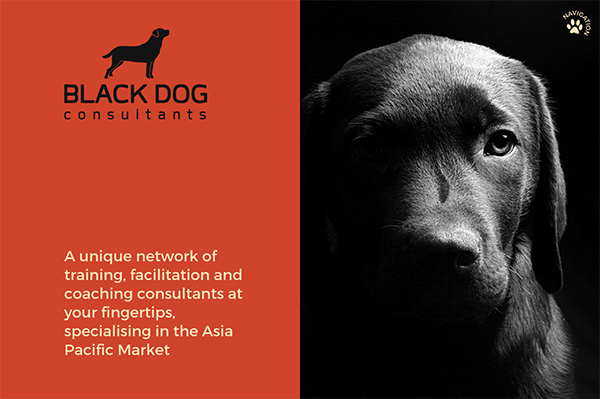 NAVIGATION
BLACK DOG
consultants
A unique network of
training, facilitation and
coaching consultants at
your fingertips,
specialising in the Asia
Pacific Market